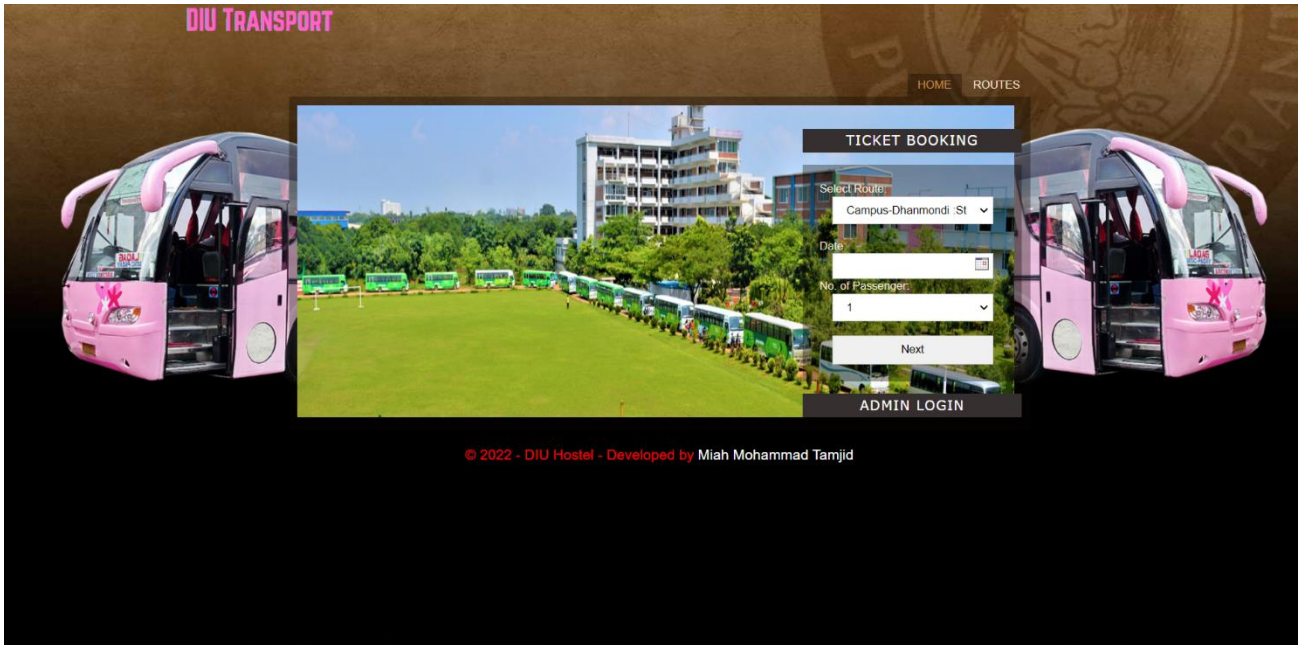 DIU TRANSPORT
HOME ROUTES
TICKET BOOKING
Select Route:
Campus-Dhanmondi ;St
Date :
No. of Passenger:
1
Next
ADMIN LOGIN
© 2022 - DIU Hostel - Developed by Miah Mohammad Tamjid